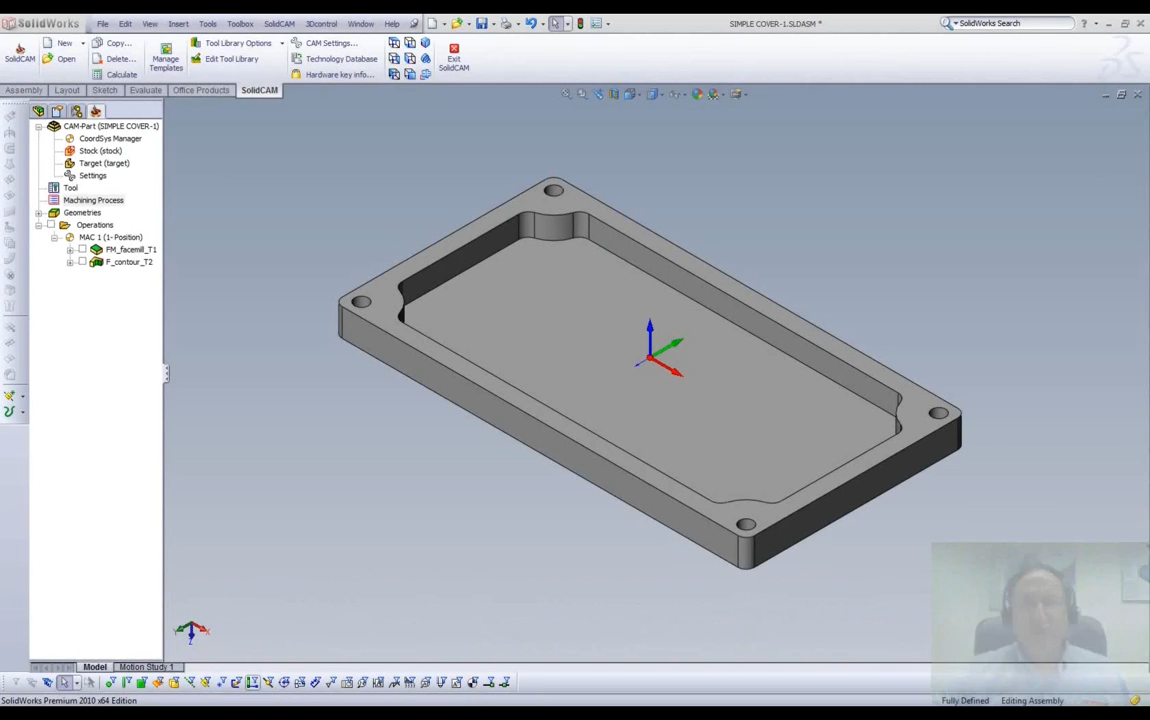 SolidWorks File Edit View Insert Tools Toolbox SolidCAM 3Dcontrol Window Help SIMPLE COVER-1.SLDASM * SolidWorks Search
SolidCAM New Open Copy... Delete... Calculate Manage Templates Tool Library Options Edit Tool Library CAM Settings... Technology Database Hardware key info... Exit SolidCAM
Assembly Layout Sketch Evaluate Office Products SolidCAM
CAM-Part (SIMPLE COVER-1)
CoordSys Manager
Stock (stock)
Target (target)
Settings
Tool
Machining Process
Geometries
Operations
MAC 1 (1- Position)
FM_facemill_T1
F_contour_T2
Z
Model Motion Study 1
SolidWorks Premium 2010 x64 Edition Fully Defined Editing Assembly